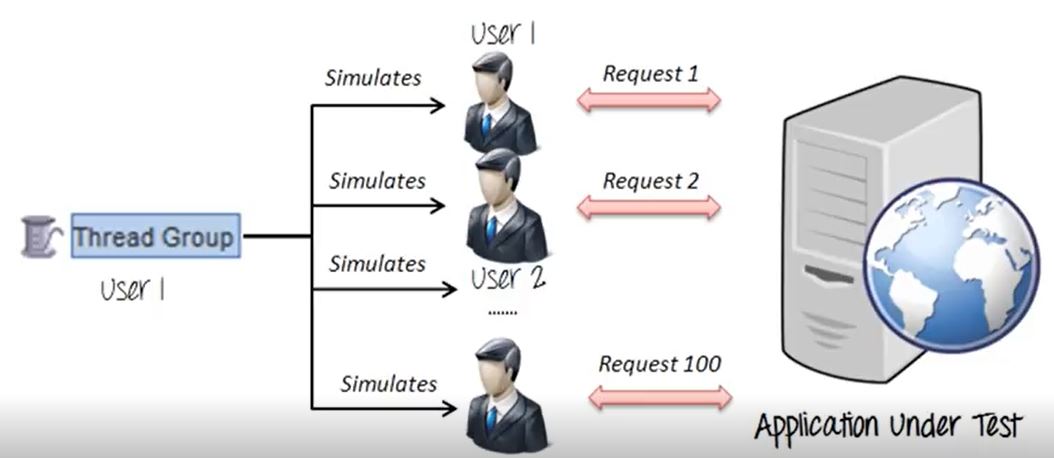 User 1
Simulates
Request 1
Simulates
Request 2
Thread Group
User 1
Simulates
User 2
.......
Simulates
Request 100
Application Under Test